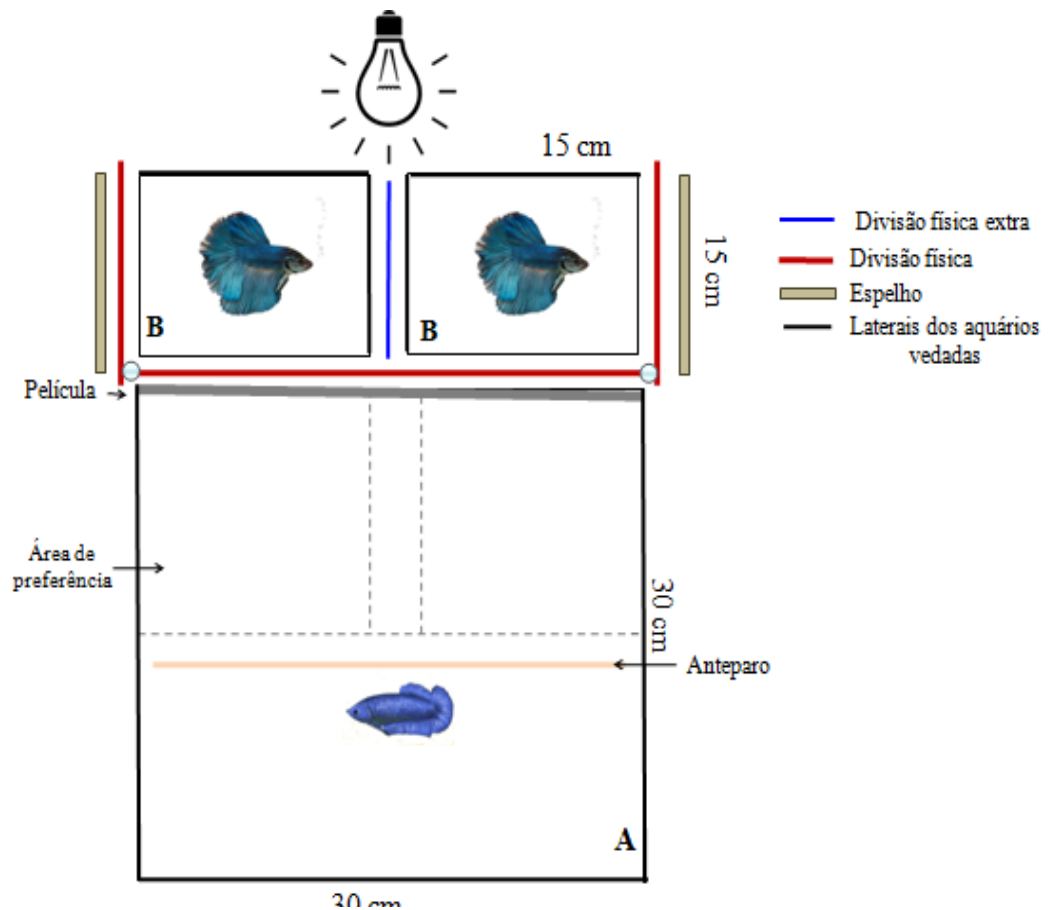 15 cm
15 cm
B
B
Divisão física extra
Divisão física
Espelho
Laterais dos aquários
vedadas
Película
Área de
preferência
30 cm
Anteparo
A
30 cm